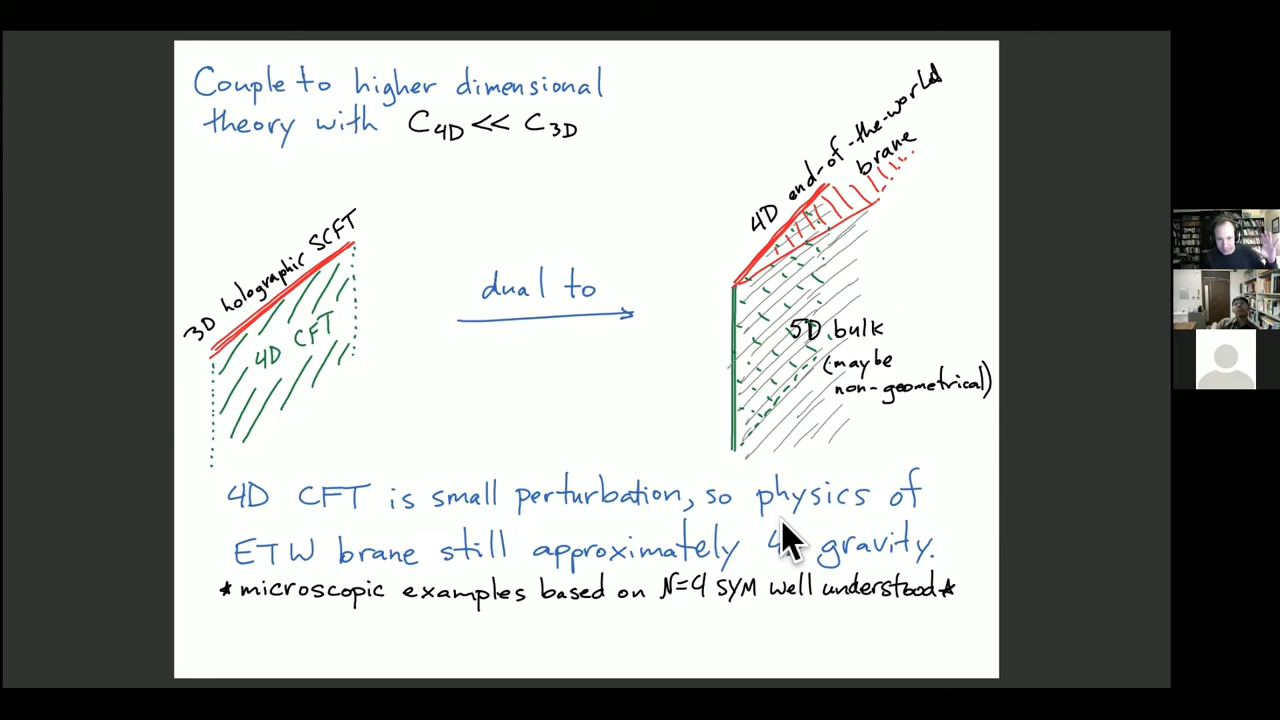 Couple to higher dimensional
theory with C4D << C3D
4D end-of-the-world
brane
3D holographic SCFT
4D CFT
dual to
5D bulk
(maybe
non-geometrical)
4D CFT is small perturbation, so physics of
ETW brane still approximately 4 gravity.
* microscopic examples based on N=4 SYM well understood *